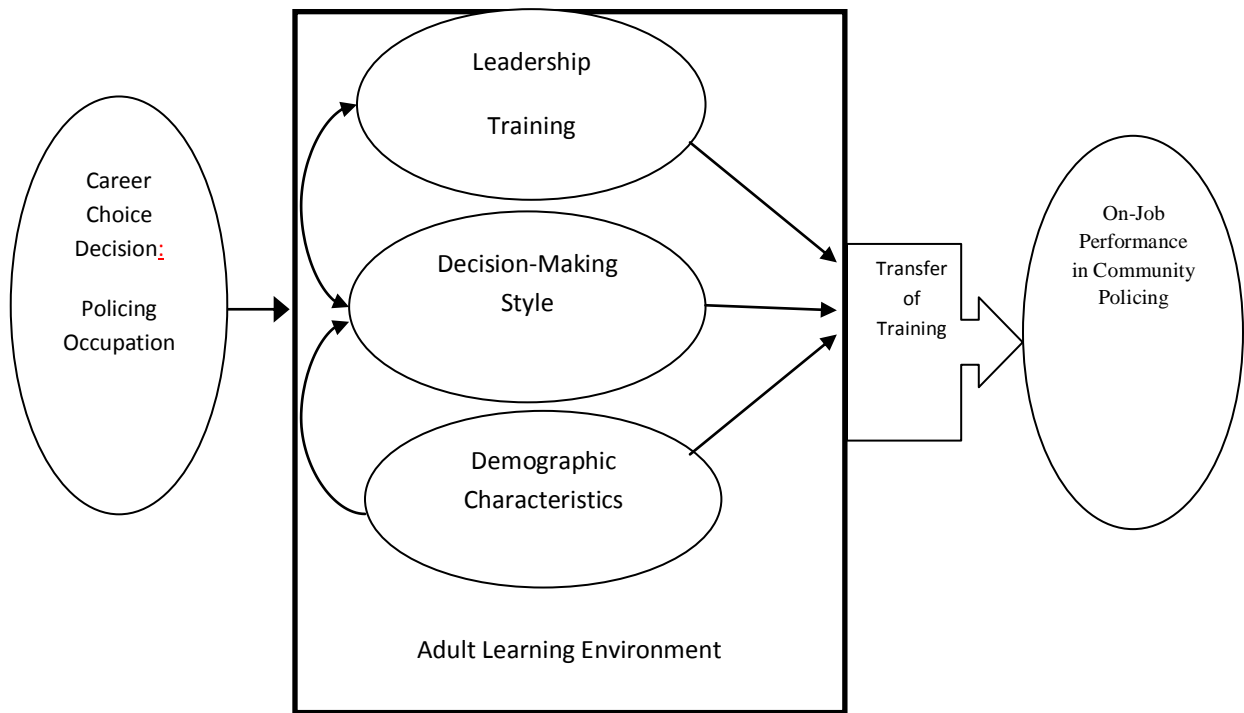 Career
Choice
Decision:
Policing
Occupation
Leadership
Training
Decision-Making
Style
Demographic
Characteristics
Adult Learning Environment
Transfer
of
Training
On-Job
Performance
in Community
Policing